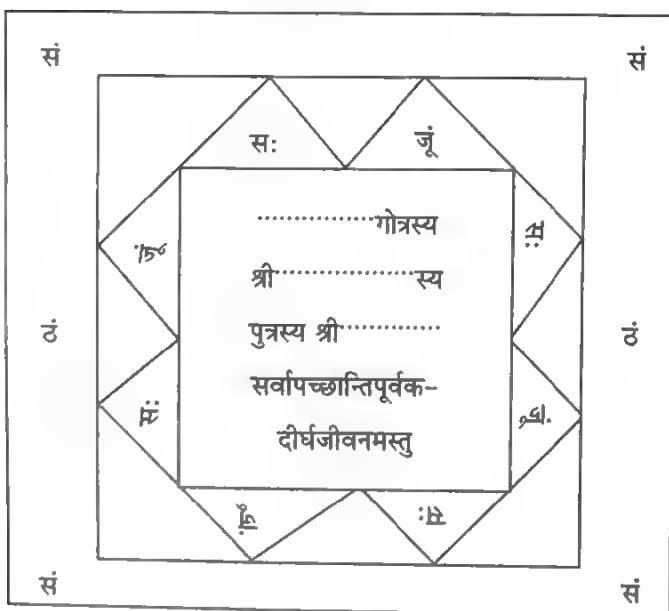 सं सं
सः जूं
...............गोत्रस्य
जूं सः
श्री..................स्य
ठं पुत्रस्य श्री............. ठं
सर्वापच्छान्तिपूर्वक-
सः जूं
दीर्घजीवनमस्तु
जूं सः
सं सं